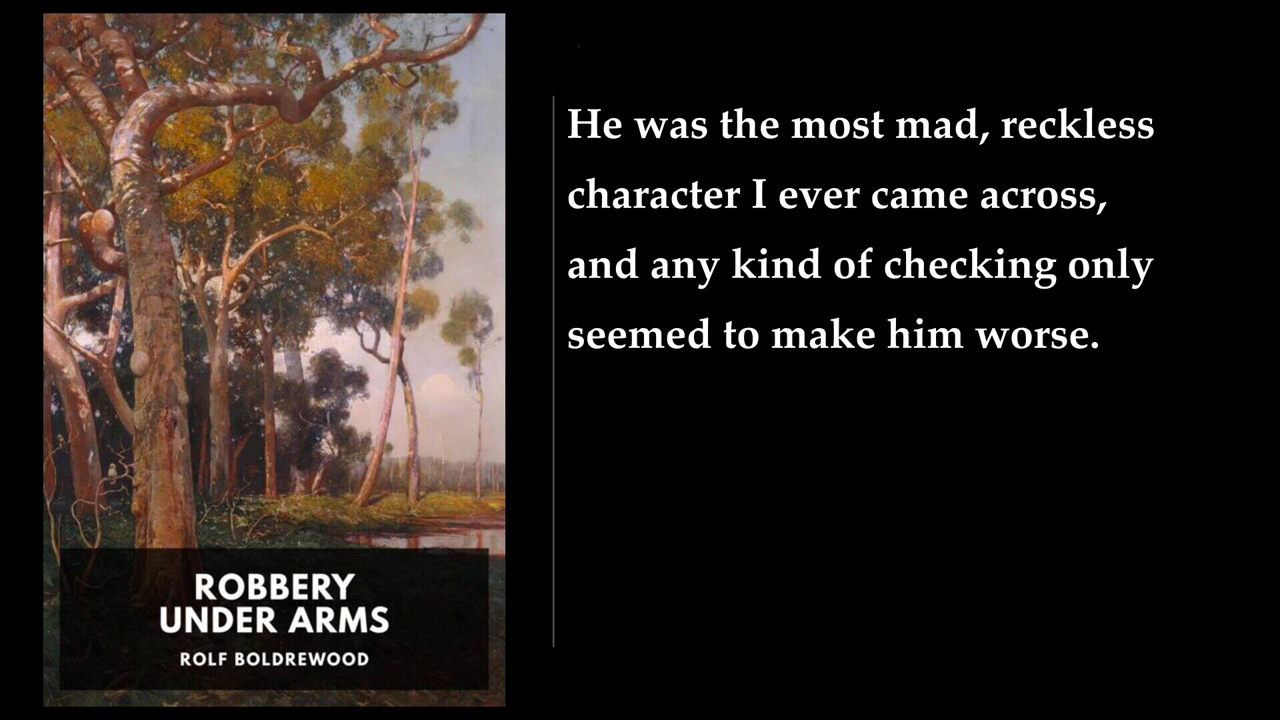 He was the most mad, reckless
character I ever came across,
and any kind of checking only
seemed to make him worse.
ROBBERY
UNDER ARMS
ROLF BOLDREWOOD